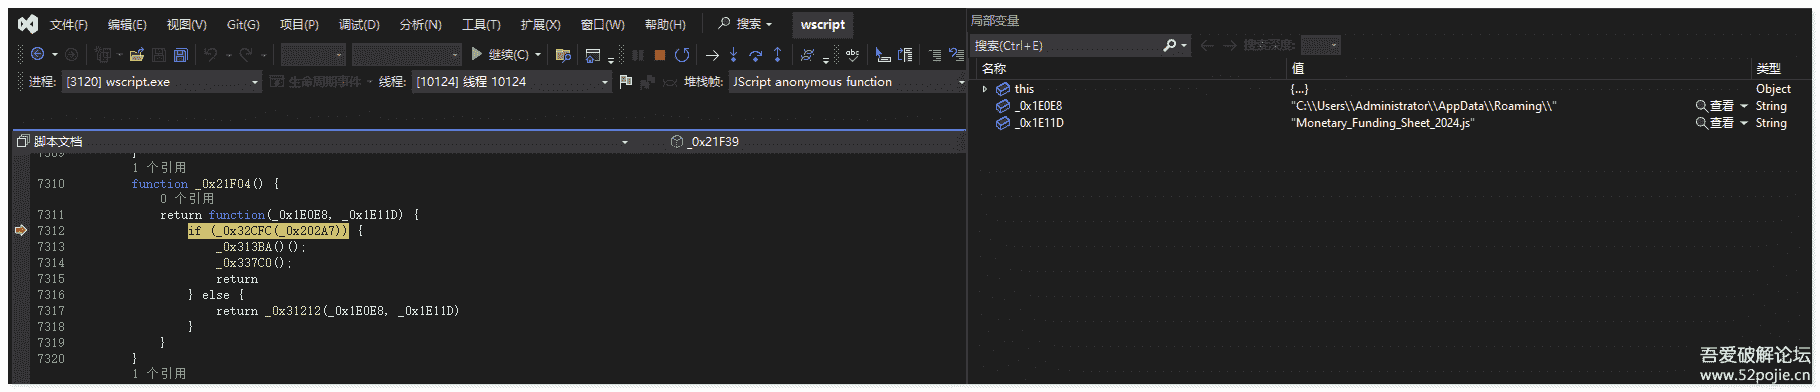 文件(F) 编辑(E) 视图(V) Git(G) 项目(P) 调试(D) 分析(N) 工具(T) 扩展(X) 窗口(W) 帮助(H) 搜索 wscript
继续(C)
进程: [3120] wscript.exe 生命周期事件 线程: [10124] 线程 10124 堆栈帧: JScript anonymous function
脚本文档 _0x21F39
7309 }
1 个引用
7310 function _0x21F04() {
0 个引用
7311 return function(_0x1E0E8, _0x1E11D) {
7312 if (_0x32CFC(_0x202A7)) {
7313 _0x313BA()();
7314 _0x337C0();
7315 return
7316 } else {
7317 return _0x31212(_0x1E0E8, _0x1E11D)
7318 }
7319 }
7320 }
1 个引用
局部变量
搜索(Ctrl+E) 搜索深度:
名称 值 类型
this {...} Object
_0x1E0E8 "C:\\Users\\Administrator\\AppData\\Roaming\\" 查看 String
_0x1E11D "Monetary_Funding_Sheet_2024.js" 查看 String
吾爱破解论坛
www.52pojie.cn